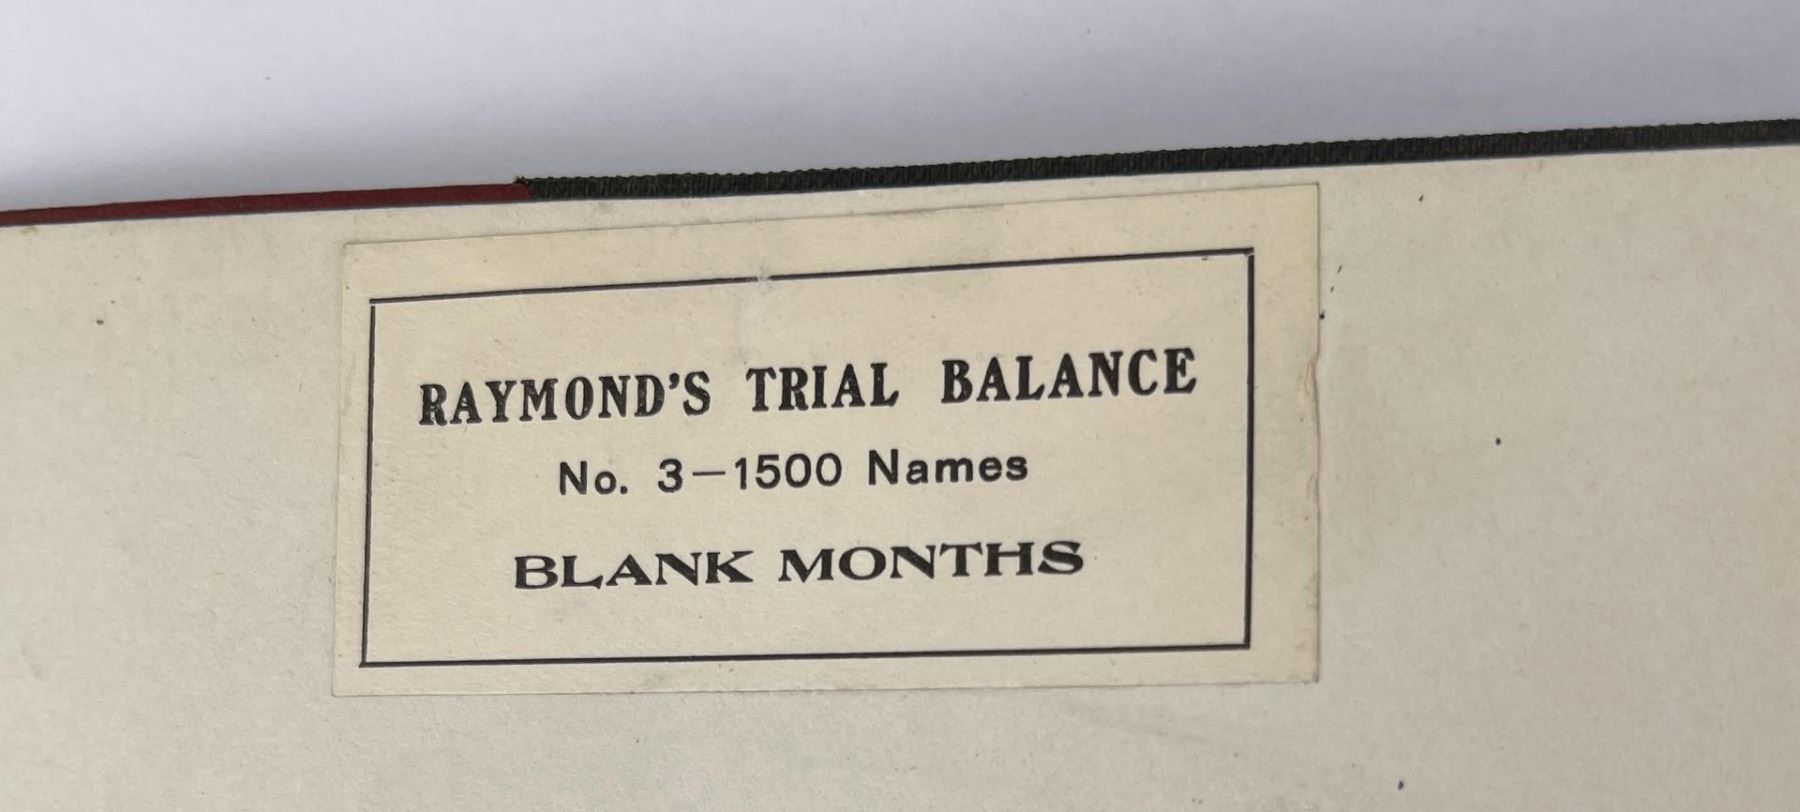 RAYMOND'S TRIAL BALANCE
No. 3—1500 Names
BLANK MONTHS